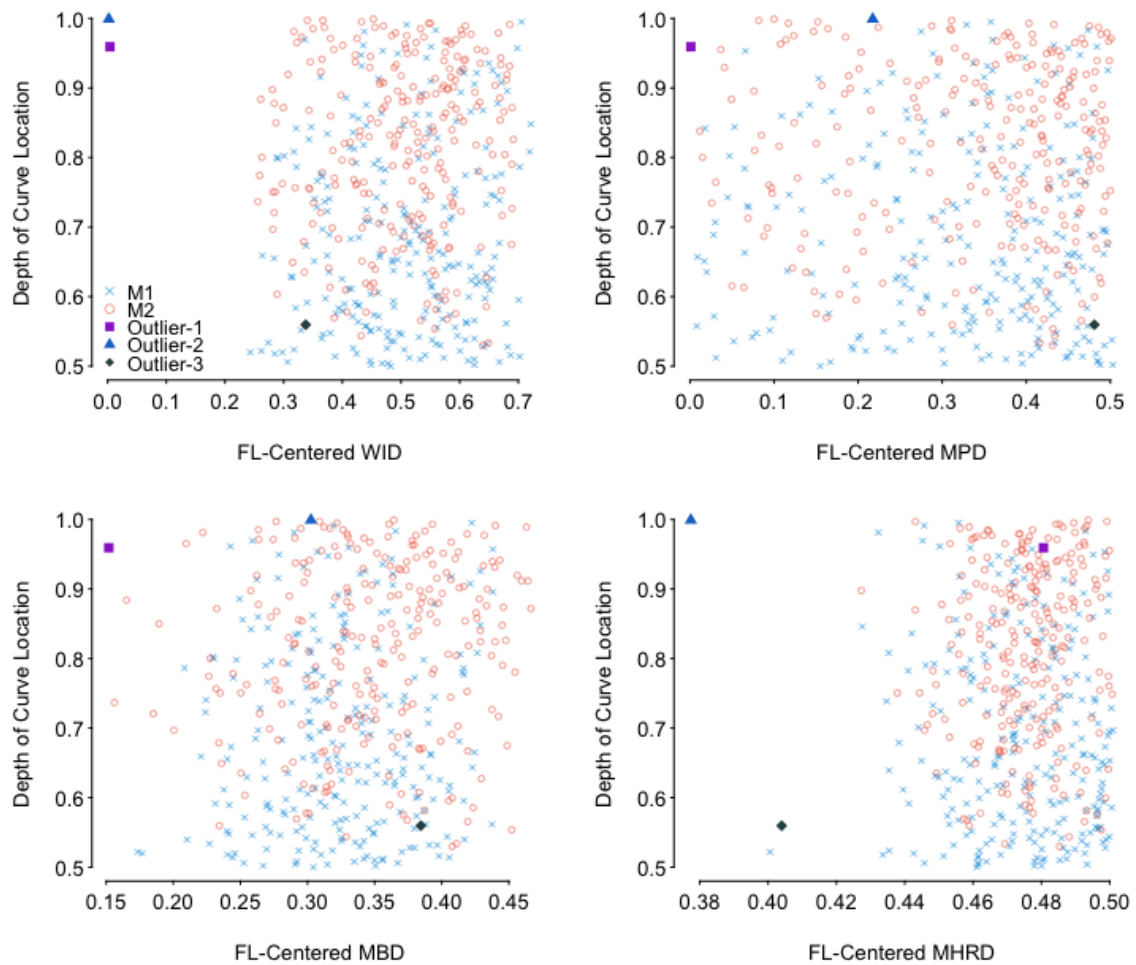 Depth of Curve Location
1.0
0.9
0.8
0.7
0.6
0.5
M1
M2
Outlier-1
Outlier-2
Outlier-3
0.0 0.1 0.2 0.3 0.4 0.5 0.6 0.7
FL-Centered WID
Depth of Curve Location
1.0
0.9
0.8
0.7
0.6
0.5
0.0 0.1 0.2 0.3 0.4 0.5
FL-Centered MPD
Depth of Curve Location
1.0
0.9
0.8
0.7
0.6
0.5
0.15 0.20 0.25 0.30 0.35 0.40 0.45
FL-Centered MBD
Depth of Curve Location
1.0
0.9
0.8
0.7
0.6
0.5
0.38 0.40 0.42 0.44 0.46 0.48 0.50
FL-Centered MHRD